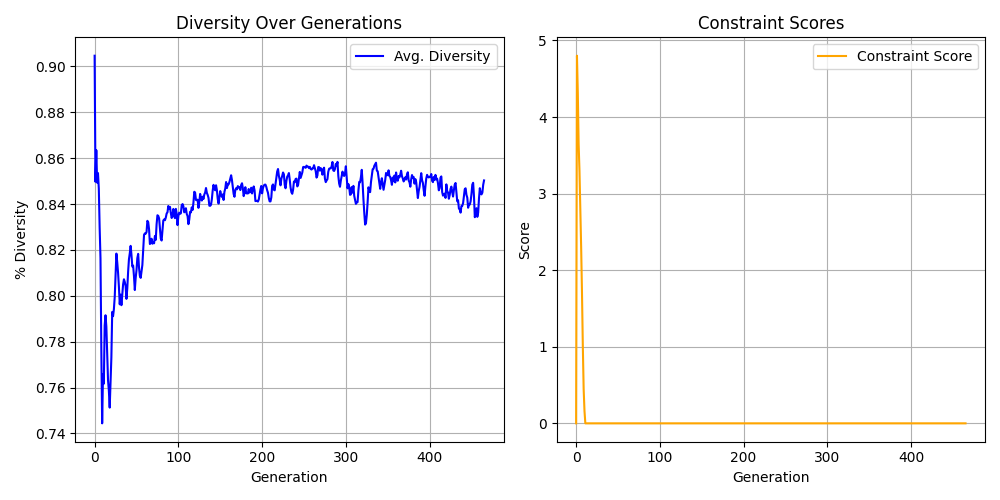 Diversity Over Generations
Avg. Diversity
% Diversity
0.90
0.88
0.86
0.84
0.82
0.80
0.78
0.76
0.74
0 100 200 300 400
Generation
Constraint Scores
Constraint Score
Score
5
4
3
2
1
0
0 100 200 300 400
Generation